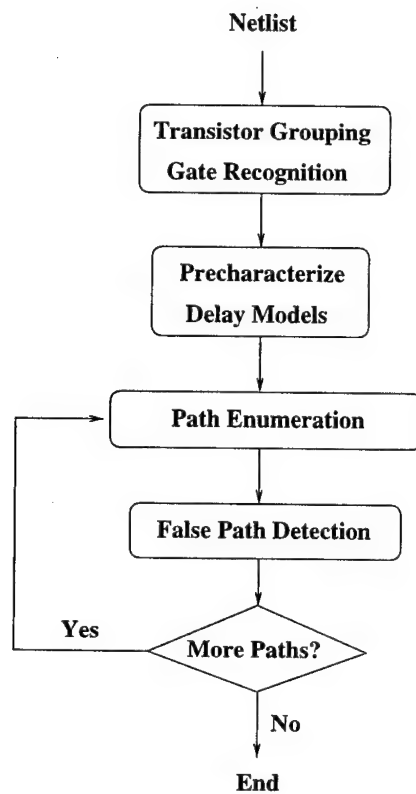 Netlist
Transistor Grouping
Gate Recognition
Precharacterize
Delay Models
Path Enumeration
False Path Detection
More Paths?
Yes
No
End